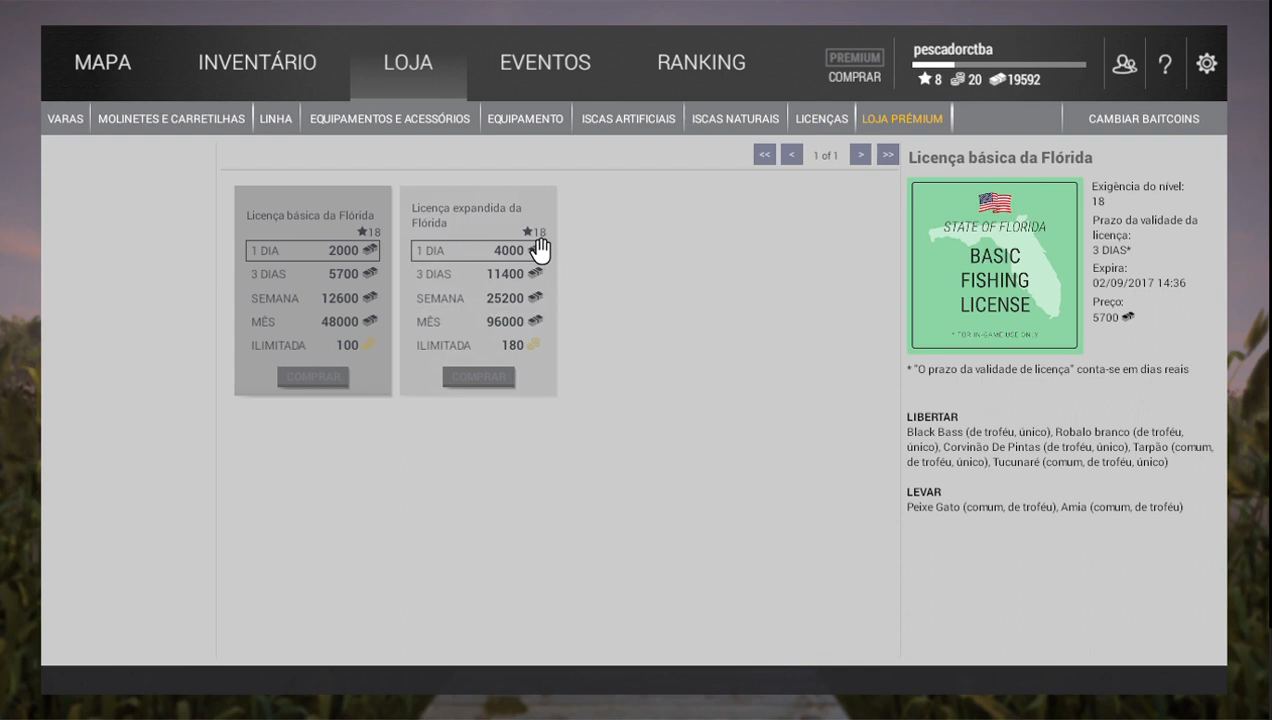 MAPA
INVENTÁRIO
LOJA
EVENTOS
RANKING
PREMIUM
COMPRAR
pescadorctba
8 20 19592
?
VARAS
MOLINETES E CARRETILHAS
LINHA
EQUIPAMENTOS E ACESSÓRIOS
EQUIPAMENTO
ISCAS ARTIFICIAIS
ISCAS NATURAIS
LICENÇAS
LOJA PRÉMIUM
CAMBIAR BAITCOINS
<< < 1 of 1 > >>
Licença básica da Flórida
18
1 DIA 2000
3 DIAS 5700
SEMANA 12600
MÊS 48000
ILIMITADA 100
COMPRAR
Licença expandida da
Flórida
18
1 DIA 4000
3 DIAS 11400
SEMANA 25200
MÊS 96000
ILIMITADA 180
COMPRAR
Licença básica da Flórida
STATE OF FLORIDA
BASIC
FISHING
LICENSE
* FOR IN-GAME USE ONLY
Exigència do nível:
18
Prazo da validade da
licença:
3 DIAS*
Expira:
02/09/2017 14:36
Preço:
5700
* "O prazo da validade de licença" conta-se em dias reais
LIBERTAR
Black Bass (de troféu, único), Robalo branco (de troféu,
único), Corvinão De Pintas (de troféu, único), Tarpão (comum,
de troféu, único), Tucunaré (comum, de troféu, único)
LEVAR
Peixe Gato (comum, de troféu), Amia (comum, de troféu)